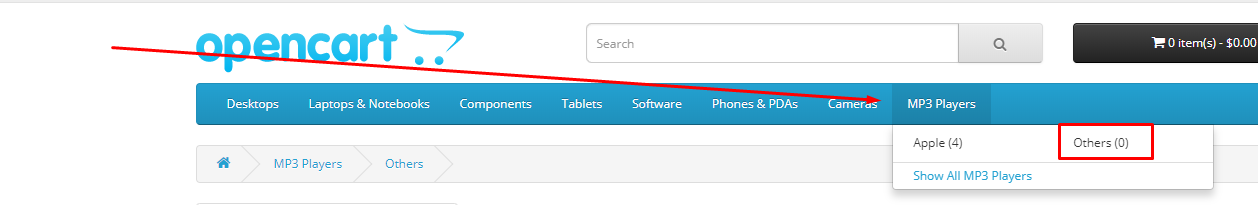 opencart
Search
0 item(s) - $0.00
Desktops Laptops & Notebooks Components Tablets Software Phones & PDAs Cameras MP3 Players
Apple (4) Others (0)
MP3 Players Others
Show All MP3 Players